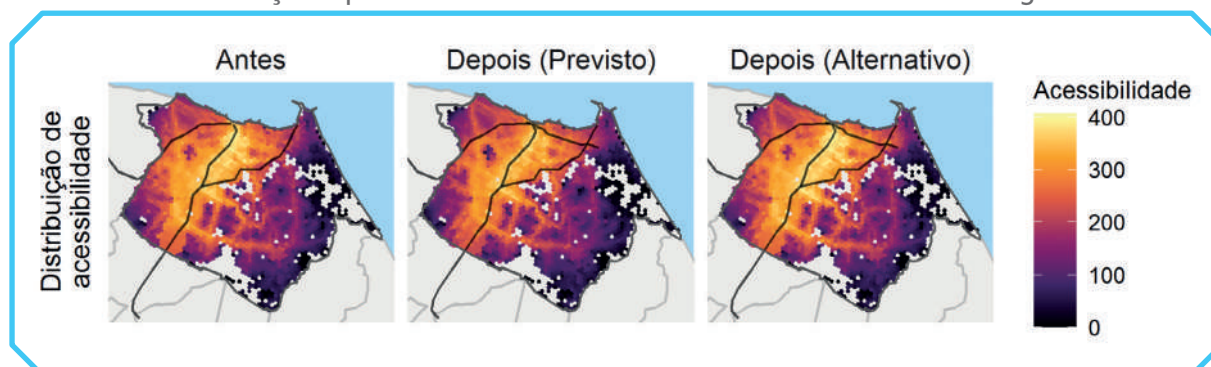 Antes
Depois (Previsto)
Depois (Alternativo)
Distribuição de
acessibilidade
Acessibilidade
400
300
200
100
0